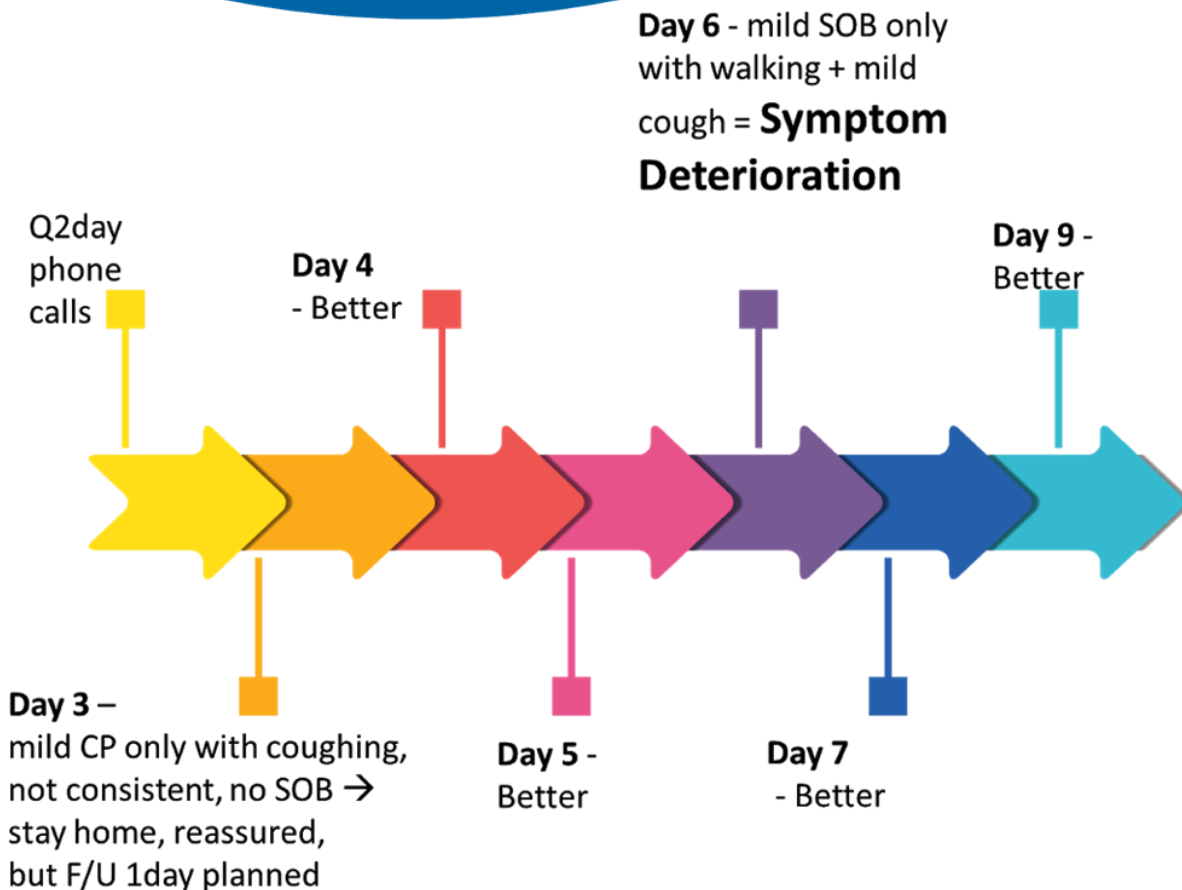 Q2day
phone
calls
Day 3 –
mild CP only with coughing,
not consistent, no SOB →
stay home, reassured,
but F/U 1day planned
Day 4
- Better
Day 5 -
Better
Day 6 - mild SOB only
with walking + mild
cough = Symptom
Deterioration
Day 7
- Better
Day 9 -
Better